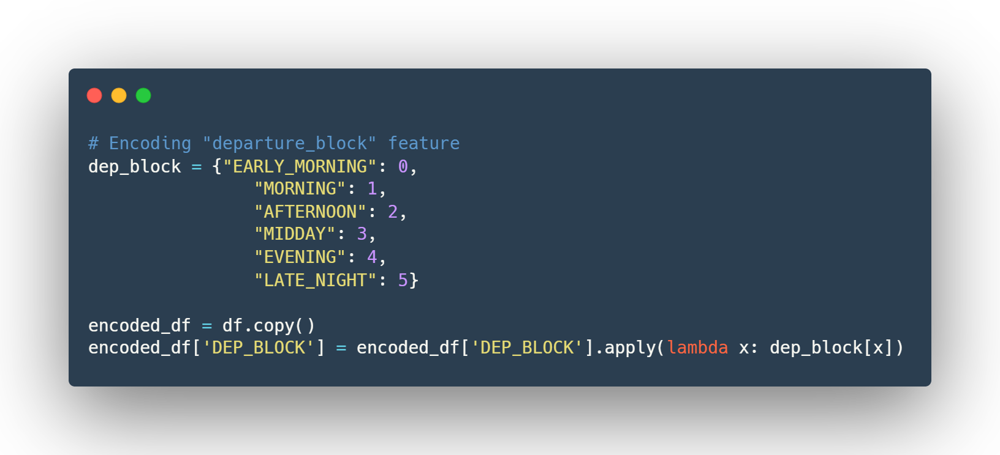 # Encoding "departure_block" feature
dep_block = {"EARLY_MORNING": 0,
                "MORNING": 1,
                "AFTERNOON": 2,
                "MIDDAY": 3,
                "EVENING": 4,
                "LATE_NIGHT": 5}

encoded_df = df.copy()
encoded_df['DEP_BLOCK'] = encoded_df['DEP_BLOCK'].apply(lambda x: dep_block[x])